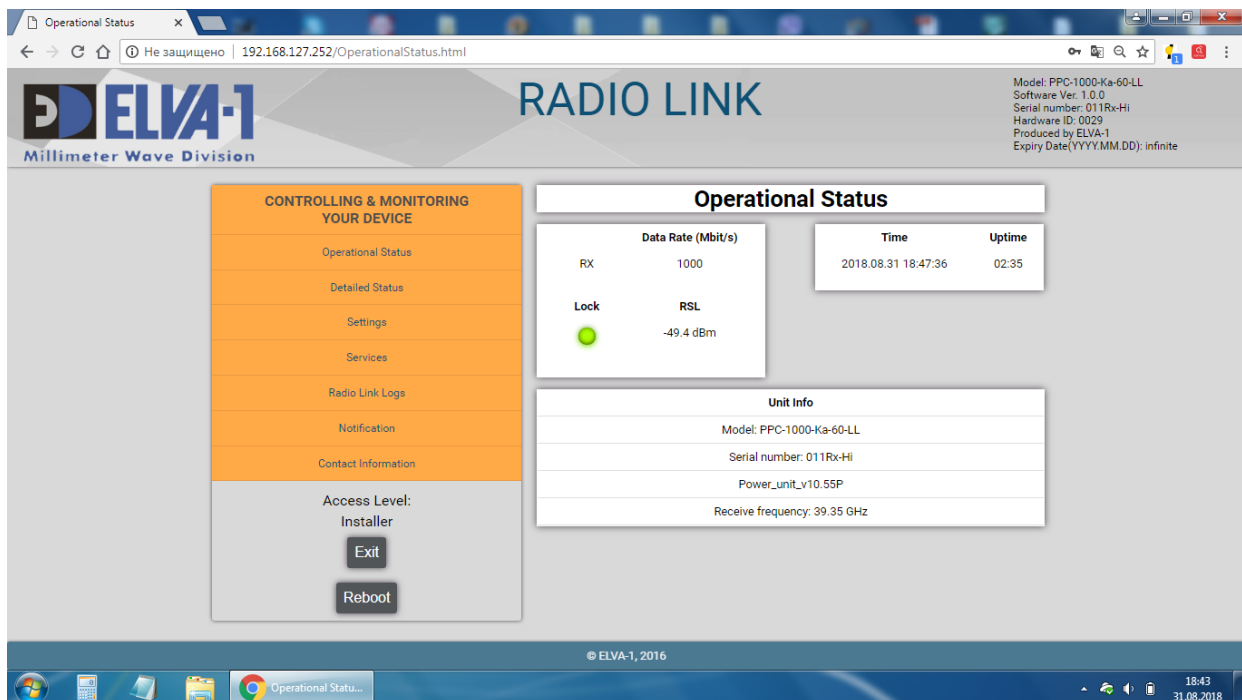 Operational Status
Не защищено | 192.168.127.252/OperationalStatus.html
1
ELVA-1
Millimeter Wave Division
RADIO LINK
Model: PPC-1000-Ka-60-LL
Software Ver. 1.0.0
Serial number: 011Rx-Hi
Hardware ID: 0029
Produced by ELVA-1
Expiry Date(YYYY.MM.DD): infinite
CONTROLLING & MONITORING
YOUR DEVICE
Operational Status
Detailed Status
Settings
Services
Radio Link Logs
Notification
Contact Information
Access Level:
Installer
Exit
Reboot
Operational Status
Data Rate (Mbit/s)
RX 1000
Lock RSL
-49.4 dBm
Time Uptime
2018.08.31 18:47:36 02:35
Unit Info
Model: PPC-1000-Ka-60-LL
Serial number: 011Rx-Hi
Power_unit_v10.55P
Receive frequency: 39.35 GHz
© ELVA-1, 2016
Operational Statu...
18:43
31.08.2018